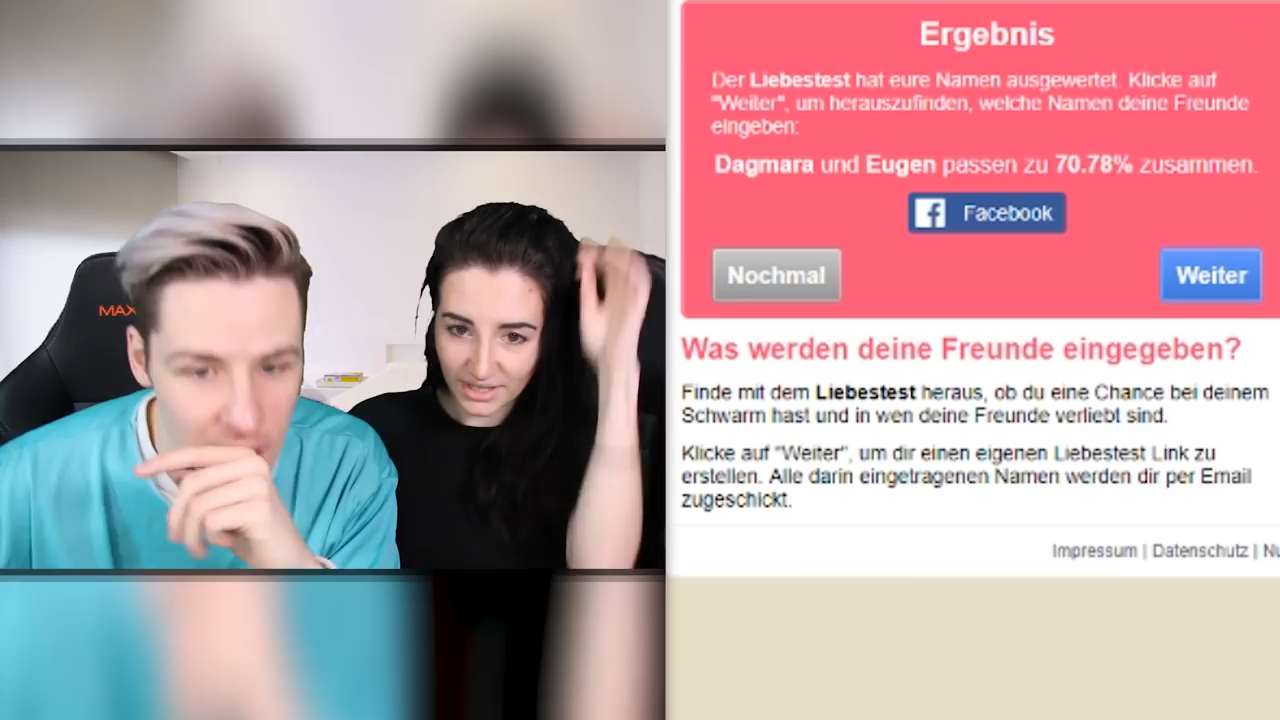 MAX
Ergebnis
Der Liebestest hat eure Namen ausgewertet. Klicke auf
"Weiter", um herauszufinden, welche Namen deine Freunde
eingeben:
Dagmara und Eugen passen zu 70.78% zusammen.
Facebook
Nochmal
Weiter
Was werden deine Freunde eingegeben?
Finde mit dem Liebestest heraus, ob du eine Chance bei deinem
Schwarm hast und in wen deine Freunde verliebt sind.
Klicke auf "Weiter", um dir einen eigenen Liebestest Link zu
erstellen. Alle darin eingetragenen Namen werden dir per Email
zugeschickt.
Impressum | Datenschutz | Nu